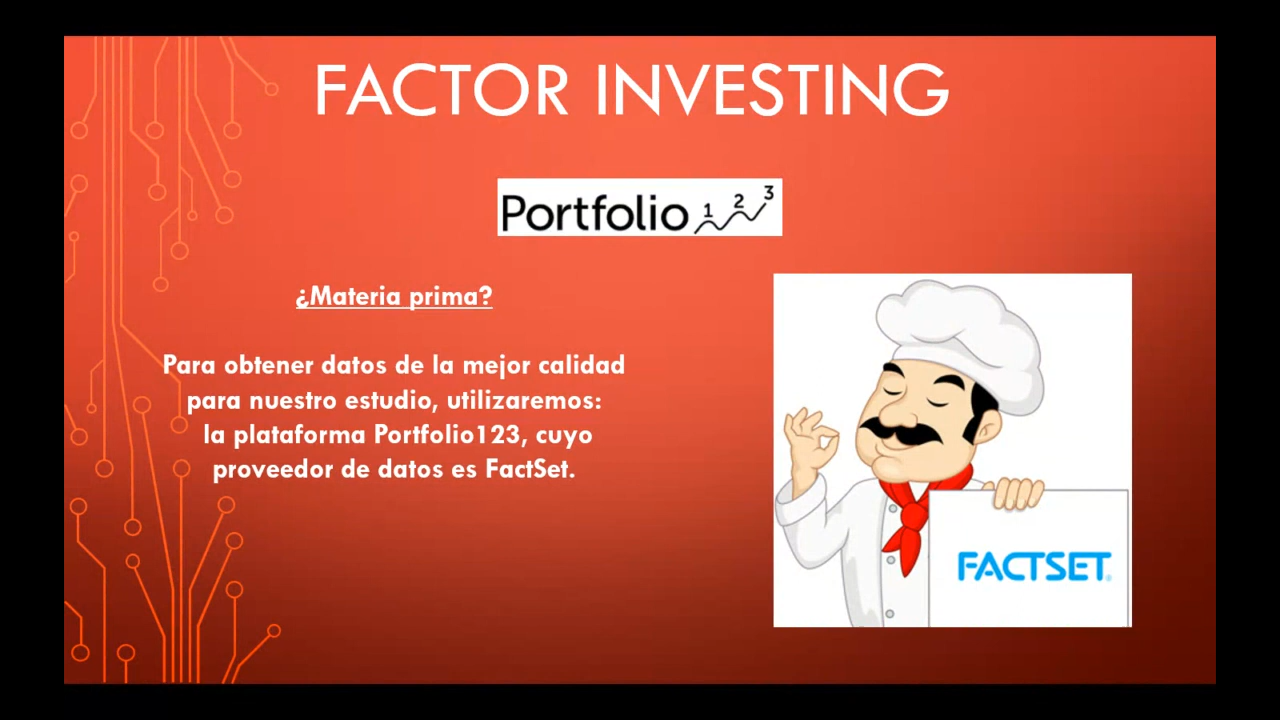 FACTOR INVESTING
Portfolio 1 2 3
¿Materia prima?
Para obtener datos de la mejor calidad
para nuestro estudio, utilizaremos:
la plataforma Portfolio123, cuyo
proveedor de datos es FactSet.
FACTSET